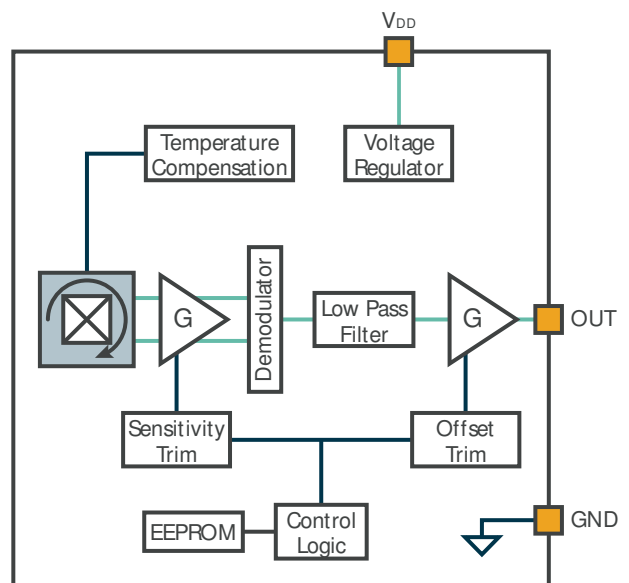 VDD
Temperature
Compensation
Voltage
Regulator
G
Demodulator
Low Pass
Filter
G
OUT
Sensitivity
Trim
Offset
Trim
EEPROM
Control
Logic
GND